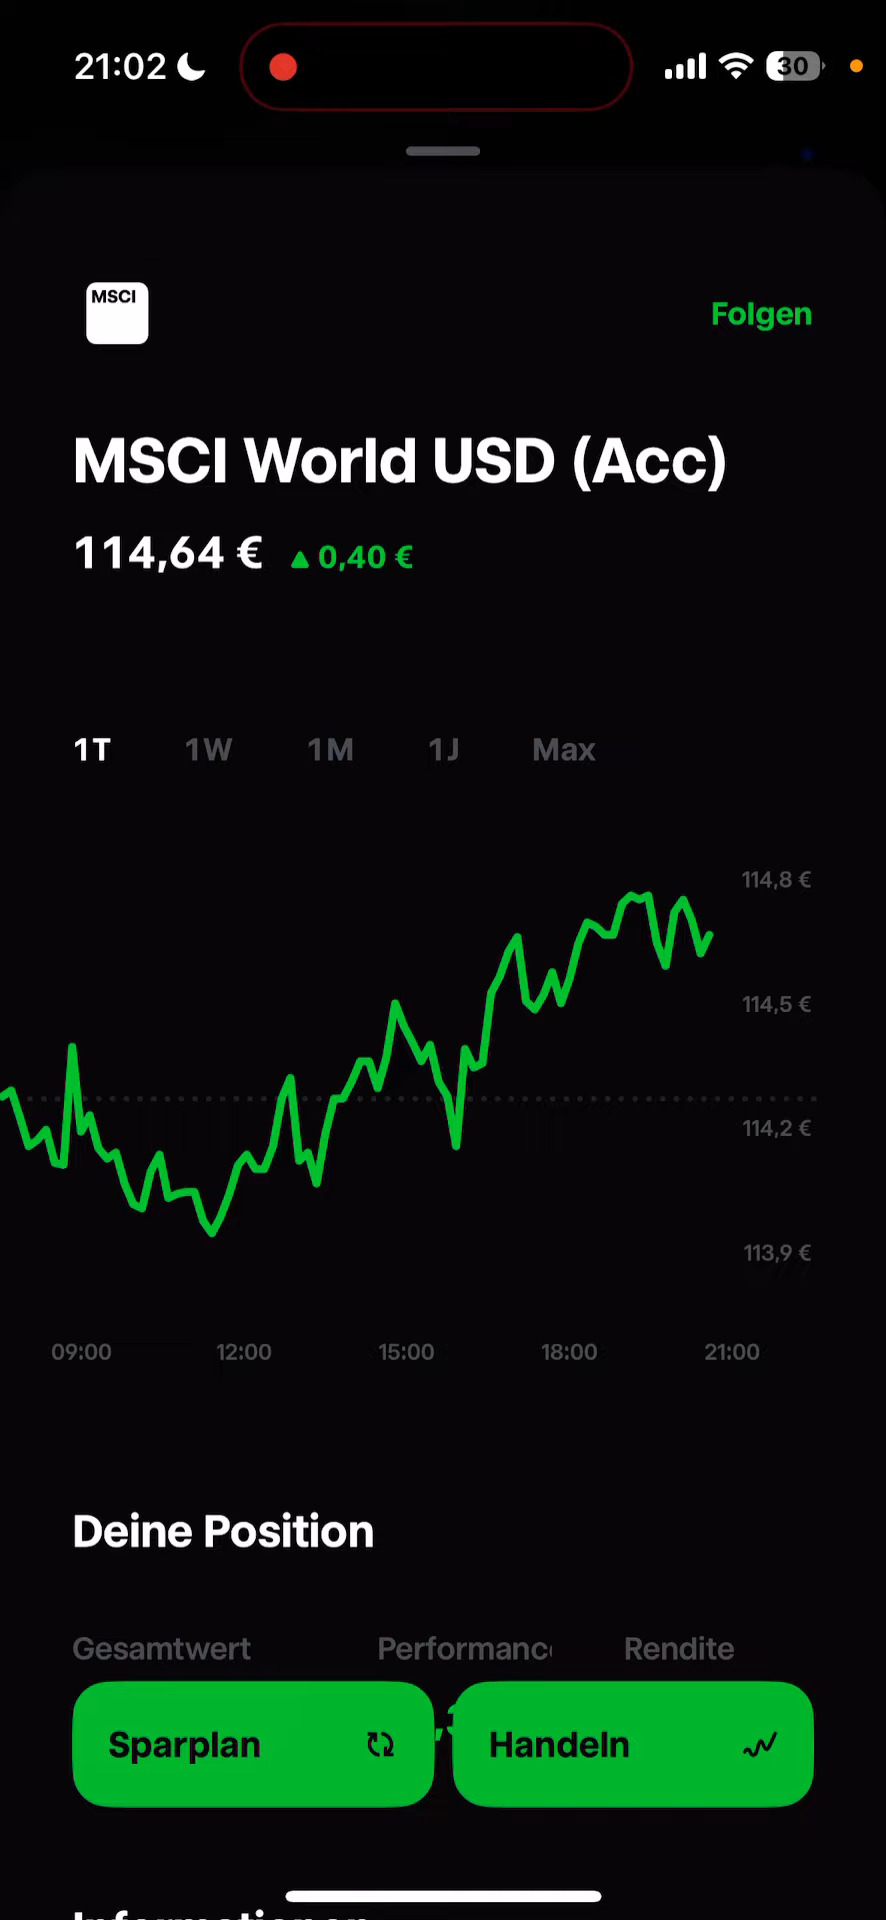 21:02
30
MSCI
Folgen
MSCI World USD (Acc)
114,64 € ▲ 0,40 €
1T 1W 1M 1J Max
114,8 €
114,5 €
114,2 €
113,9 €
09:00 12:00 15:00 18:00 21:00
Deine Position
Gesamtwert Performance Rendite
Sparplan Handeln